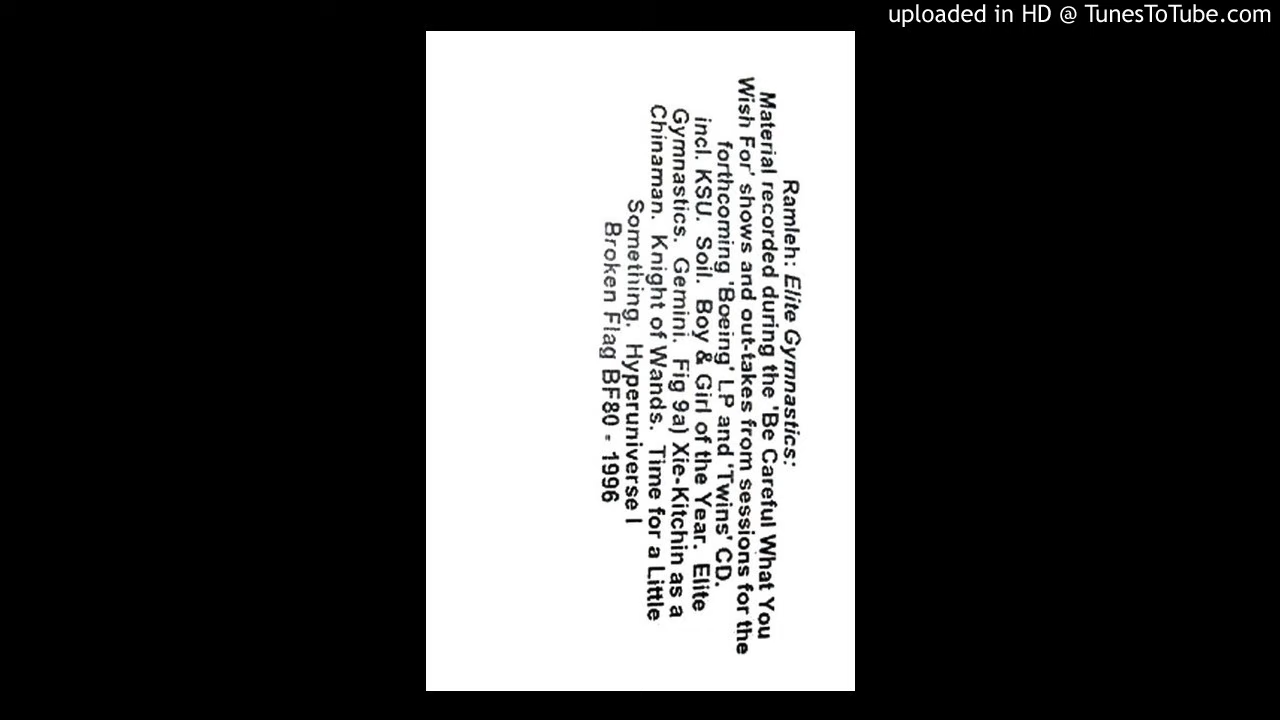 uploaded in HD @ TunesToTube.com
Ramleh: Elite Gymnastics:
Material recorded during the 'Be Careful What You
Wish For' shows and out-takes from sessions for the
forthcoming 'Boeing' LP and 'Twins' CD.
incl. KSU. Soil. Boy & Girl of the Year. Elite
Gymnastics. Gemini. Fig 9a) Xie-Kitchin as a
Chinaman. Knight of Wands. Time for a Little
Something. Hyperuniverse I
Broken Flag BF80 - 1996